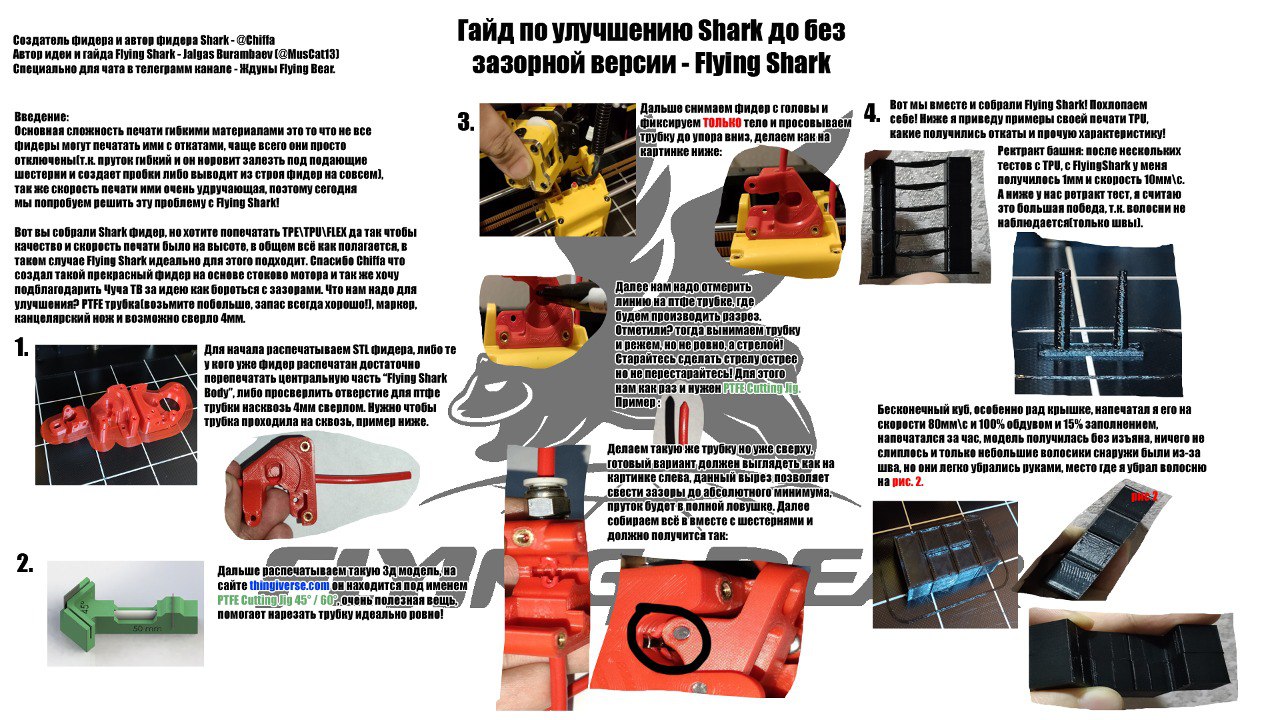 Создатель фидера и автор фидера Shark - @Chiffa
Автор идеи и гайда Flying Shark - Jalgas Burambaev (@MusCat13)
Специально для чата в телеграмм канале - Ждуны Flying Bear.
Гайд по улучшению Shark до без
зазорной версии - Flying Shark
Введение:
Основная сложность печати гибкими материалами это то что не все
фидеры могут печатать ими с откатами, чаще всего они просто
отключены(т.к. пруток гибкий и он норовит залезть под подающие
шестерни и создает пробки либо выводит из строя фидер на совсем),
так же скорость печати ими очень удручающая, поэтому сегодня
мы попробуем решить эту проблему с Flying Shark!
Вот вы собрали Shark фидер, но хотите попечатать TPE\TPU\FLEX да так чтобы
качество и скорость печати было на высоте, в общем всё как полагается, в
таком случае Flying Shark идеально для этого подходит. Спасибо Chiffa что
создал такой прекрасный фидер на основе стоково мотора и так же хочу
подблагодарить Чуча ТВ за идею как бороться с зазорами. Что нам надо для
улучшения? PTFE трубка(возьмите побольше, запас всегда хорошо!), маркер,
канцелярский нож и возможно сверло 4мм.
1.
Для начала распечатываем STL фидера, либо те
у кого уже фидер распечатан достаточно
перепечатать центральную часть “Flying Shark
Body”, либо просверлить отверстие для птфе
трубки насквозь 4мм сверлом. Нужно чтобы
трубка проходила на сквозь, пример ниже.
2.
Дальше распечатываем такую 3д модель, на
сайте thingiverse.com он находится под именем
PTFE Cutting Jig 45° / 60°, очень полезная вещь,
помогает нарезать трубку идеально ровно!
45°
50 mm
3.
Дальше снимаем фидер с головы и
фиксируем ТОЛЬКО тело и просовываем
трубку до упора вниз, делаем как на
картинке ниже:
Далее нам надо отмерить
линию на птфе трубке, где
будем производить разрез.
Отметили? тогда вынимаем трубку
и режем, но не ровно, а стрелой!
Старайтесь сделать стрелу острее
но не перестарайтесь! Для этого
нам как раз и нужен PTFE Cutting Jig.
Пример :
Делаем такую же трубку но уже сверху,
готовый вариант должен выглядеть как на
картинке слева, данный вырез позволяет
свести зазоры до абсолютного минимума,
пруток будет в полной ловушке. Далее
собираем всё в вместе с шестернями и
должно получится так:
4.
Вот мы вместе и собрали Flying Shark! Похлопаем
себе! Ниже я приведу примеры своей печати TPU,
какие получились откаты и прочую характеристику!
Ректракт башня: после нескольких
тестов с TPU, с FlyingShark у меня
получилось 1мм и скорость 10мм\с.
А ниже у нас ретракт тест, я считаю
это большая победа, т.к. волосни не
наблюдается(только швы).
Бесконечный куб, особенно рад крышке, напечатал я его на
скорости 80мм\с и 100% обдувом и 15% заполнением,
напечатался за час, модель получилась без изъяна, ничего не
слиплось и только небольшие волосики снаружи были из-за
шва, но они легко убрались руками, место где я убрал волосню
на рис. 2.
рис. 2
FLYING BEAR